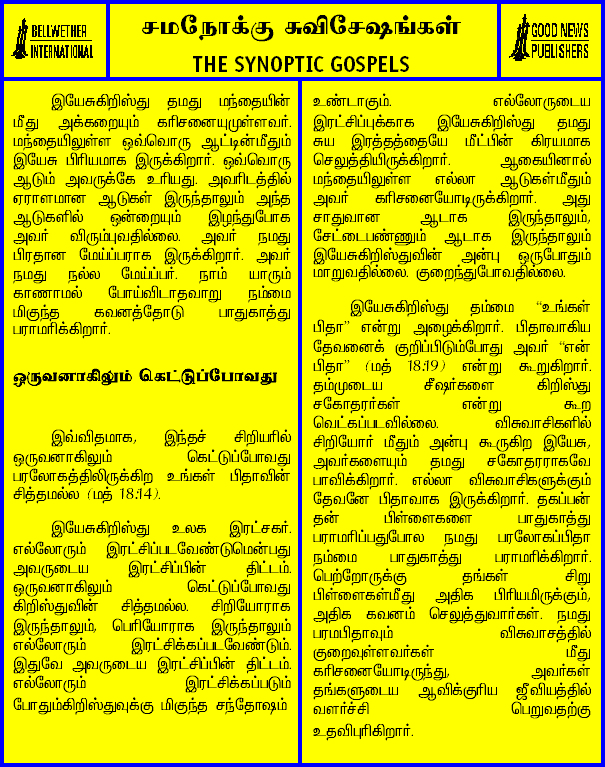 BELLWETHER
INTERNATIONAL
சமநோக்கு சுவிசேஷங்கள்
THE SYNOPTIC GOSPELS
GOOD NEWS
PUBLISHERS
இயேசுகிறிஸ்து தமது மந்தையின்
மீது அக்கறையும் கரிசனையுமுள்ளவர்.
மந்தையிலுள்ள ஒவ்வொரு ஆட்டின்மீதும்
இயேசு பிரியமாக இருக்கிறார். ஒவ்வொரு
ஆடும் அவருக்கே உரியது. அவரிடத்தில்
ஏராளமான ஆடுகள் இருந்தாலும் அந்த
ஆடுகளில் ஒன்றையும் இழந்துபோக
அவர் விரும்புவதில்லை. அவர் நமது
பிரதான மேய்ப்பராக இருக்கிறார். அவர்
நமது நல்ல மேய்ப்பர். நாம் யாரும்
காணாமல் போய்விடாதவாறு நம்மை
மிகுந்த கவனத்தோடு பாதுகாத்து
பராமரிக்கிறார்.
ஒருவனாகிலும் கெட்டுப்போவது
இவ்விதமாக, இந்தச் சிறியரில்
ஒருவனாகிலும் கெட்டுப்போவது
பரலோகத்திலிருக்கிற உங்கள் பிதாவின்
சித்தமல்ல (மத் 18:14).
இயேசுகிறிஸ்து உலக இரட்சகர்.
எல்லோரும் இரட்சிப்படவேண்டுமென்பது
அவருடைய இரட்சிப்பின் திட்டம்.
ஒருவனாகிலும் கெட்டுப்போவது
கிறிஸ்துவின் சித்தமல்ல. சிறியோராக
இருந்தாலும், பெரியோராக இருந்தாலும்
எல்லோரும் இரட்சிக்கப்படவேண்டும்.
இதுவே அவருடைய இரட்சிப்பின் திட்டம்.
எல்லோரும் இரட்சிக்கப்படும்
போதும்கிறிஸ்துவுக்கு மிகுந்த சந்தோஷம்
உண்டாகும். எல்லோருடைய
இரட்சிப்புக்காக இயேசுகிறிஸ்து தமது
சுய இரத்தத்தையே மீட்பின் கிரயமாக
செலுத்தியிருக்கிறார். ஆகையினால்
மந்தையிலுள்ள எல்லா ஆடுகள்மீதும்
அவர் கரிசனையோடிருக்கிறார். அது
சாதுவான ஆடாக இருந்தாலும்,
சேட்டைபண்ணும் ஆடாக இருந்தாலும்
இயேசுகிறிஸ்துவின் அன்பு ஒருபோதும்
மாறுவதில்லை. குறைந்துபோவதில்லை.
இயேசுகிறிஸ்து தம்மை “உங்கள்
பிதா” என்று அழைக்கிறார். பிதாவாகிய
தேவனைக் குறிப்பிடும்போது அவர் “என்
பிதா” (மத் 18:19) என்று கூறுகிறார்.
தம்முடைய சீஷர்களை கிறிஸ்து
சகோதரர்கள் என்று கூற
வெட்கப்படவில்லை. விசுவாசிகளில்
சிறியோர் மீதும் அன்பு கூருகிற இயேசு,
அவர்களையும் தமது சகோதரராகவே
பாவிக்கிறார். எல்லா விசுவாசிகளுக்கும்
தேவனே பிதாவாக இருக்கிறார். தகப்பன்
தன் பிள்ளைகளை பாதுகாத்து
பராமரிப்பதுபோல நமது பரலோகப்பிதா
நம்மை பாதுகாத்து பராமரிக்கிறார்.
பெற்றோருக்கு தங்கள் சிறு
பிள்ளைகள்மீது அதிக பிரியமிருக்கும்,
அதிக கவனம் செலுத்துவார்கள். நமது
பரமபிதாவும் விசுவாசத்தில்
குறைவுள்ளவர்கள் மீது
கரிசனையோடிருந்து, அவர்கள்
தங்களுடைய ஆவிக்குரிய ஜீவியத்தில்
வளர்ச்சி பெறுவதற்கு
உதவிபுரிகிறார்.